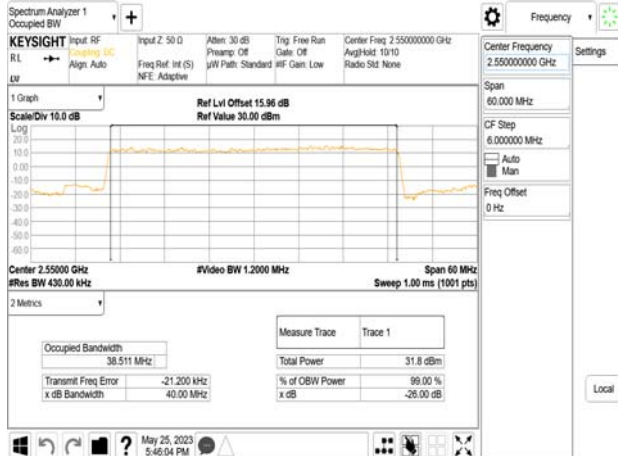 Spectrum Analyzer 1
Occupied BW
+
Frequency
KEYSIGHT
Input: RF
Coupling: DC
Align: Auto
RL
Input Z: 50 Ω
Freq Ref: Int (S)
NFE: Adaptive
Atten: 30 dB
Preamp: Off
µW Path: Standard
Trig: Free Run
Gate: Off
#IF Gain: Low
Center Freq: 2.550000000 GHz
Avg|Hold: 10/10
Radio Std: None
1 Graph
Scale/Div 10.0 dB
Ref Lvl Offset 15.96 dB
Ref Value 30.00 dBm
Log
20.0
10.0
0.00
-10.0
-20.0
-30.0
-40.0
-50.0
-60.0
Center 2.55000 GHz
#Res BW 430.00 kHz
#Video BW 1.2000 MHz
Span 60 MHz
Sweep 1.00 ms (1001 pts)
2 Metrics
Measure Trace
Trace 1
Occupied Bandwidth
38.511 MHz
Total Power
31.8 dBm
Transmit Freq Error
-21.200 kHz
% of OBW Power
99.00 %
x dB Bandwidth
40.00 MHz
x dB
-26.00 dB
Center Frequency
2.550000000 GHz
Settings
Span
60.000 MHz
CF Step
6.000000 MHz
Auto
Man
Freq Offset
0 Hz
Local
?
May 25, 2023
5:46:04 PM